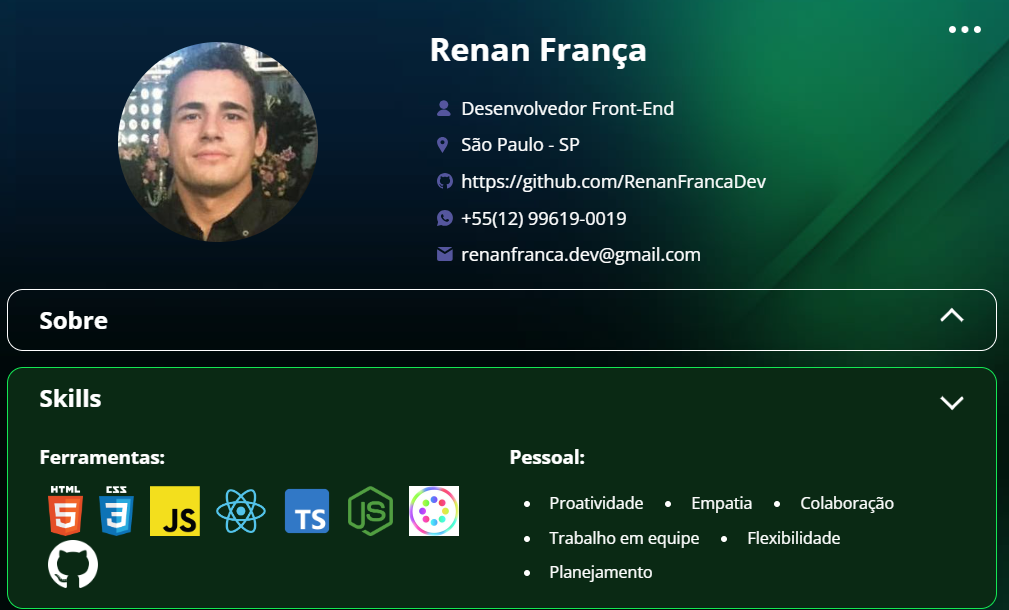 Renan França
Desenvolvedor Front-End
São Paulo - SP
https://github.com/RenanFrancaDev
+55(12) 99619-0019
renanfranca.dev@gmail.com
Sobre
Skills
Ferramentas:
HTML CSS
5 3 JS TS JS
Pessoal:
Proatividade Empatia Colaboração
Trabalho em equipe Flexibilidade
Planejamento